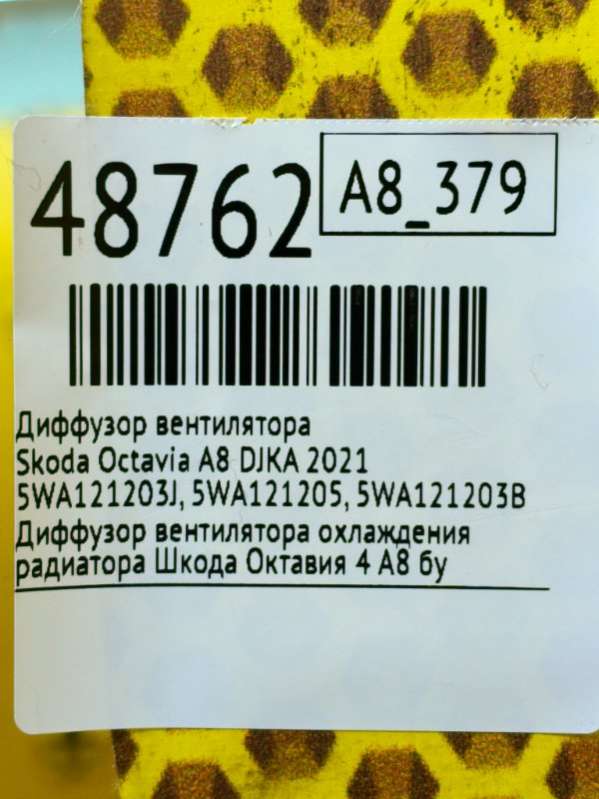 48762
A8_379
Диффузор вентилятора
Skoda Octavia A8 DJKA 2021
5WA121203J, 5WA121205, 5WA121203B
Диффузор вентилятора охлаждения
радиатора Шкода Октавия 4 А8 бу